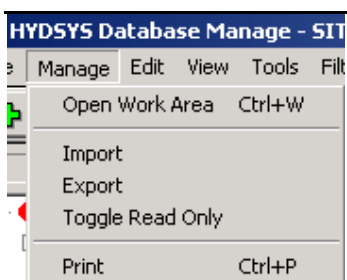 HYDSYS Database Manage - SIT
e Manage Edit View Tools Filt
Open Work Area Ctrl+W
Import
Export
Toggle Read Only
Print Ctrl+P